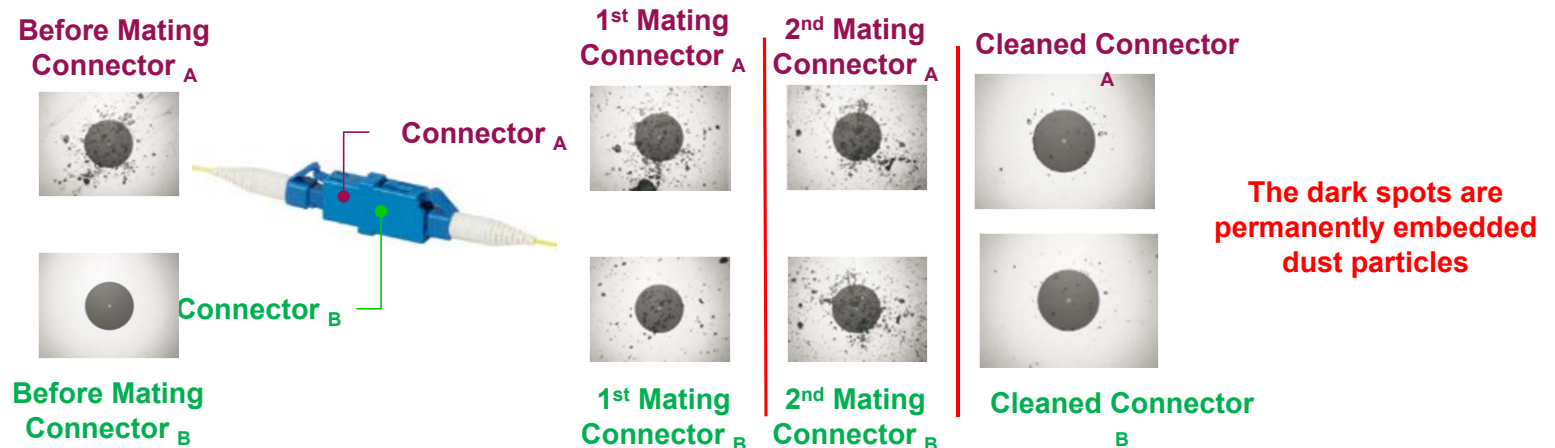 Before Mating
Connector A
1st Mating
Connector A
2nd Mating
Connector A
Cleaned Connector
A
Connector A
The dark spots are
permanently embedded
dust particles
Connector B
Before Mating
Connector B
1st Mating
Connector B
2nd Mating
Connector B
Cleaned Connector
B